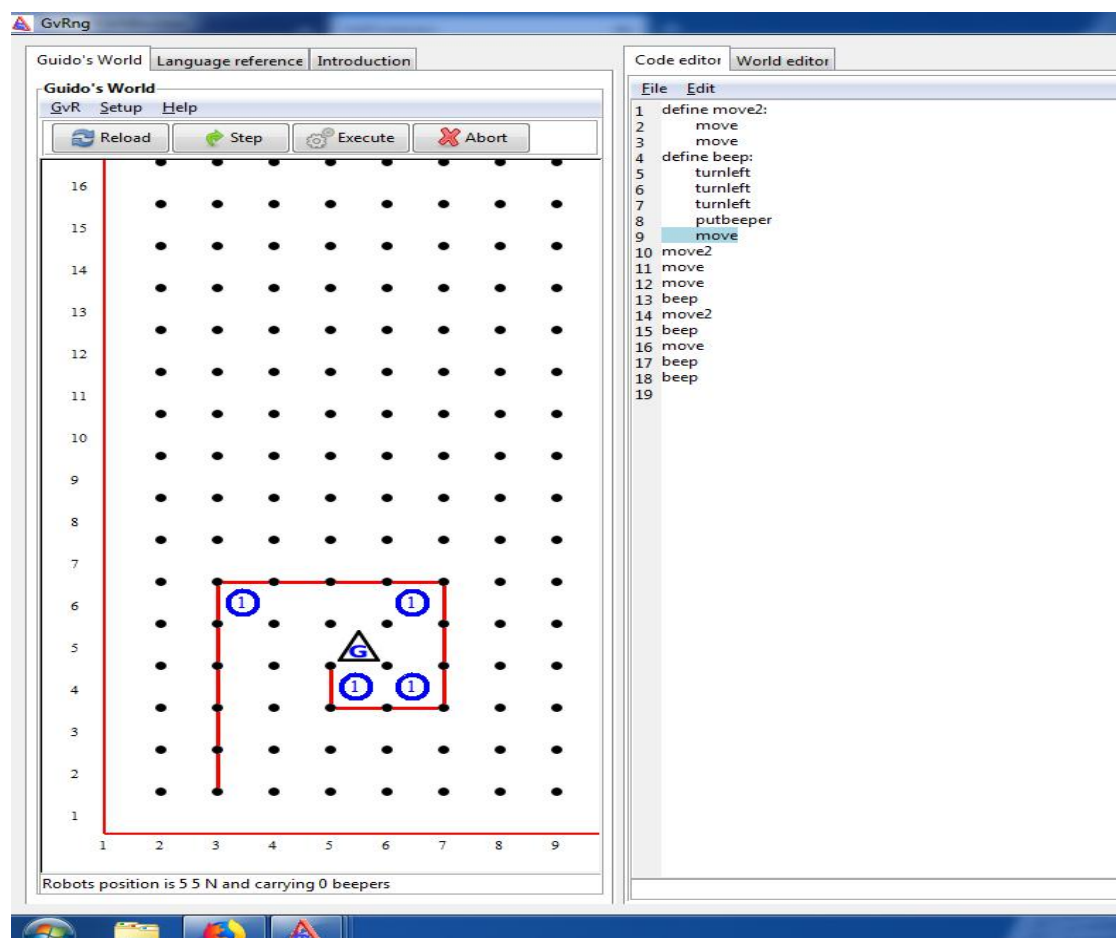 GvRng
Guido's World Language reference Introduction
Guido's World
GvR Setup Help
Reload Step Execute Abort
16
15
14
13
12
11
10
9
8
7
6 1 1
5 G
4 1 1
3
2
1
1 2 3 4 5 6 7 8 9
Robots position is 5 5 N and carrying 0 beepers
Code editor World editor
File Edit
1 define move2:
2 move
3 move
4 define beep:
5 turnleft
6 turnleft
7 turnleft
8 putbeeper
9 move
10 move2
11 move
12 move
13 beep
14 move2
15 beep
16 move
17 beep
18 beep
19